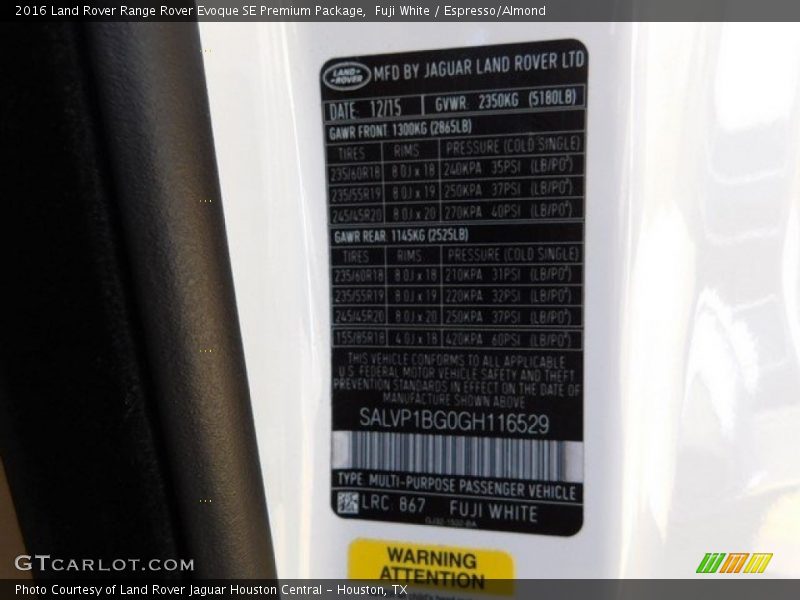 2016 Land Rover Range Rover Evoque SE Premium Package,  Fuji White / Espresso/Almond
LAND ROVER MFD BY JAGUAR LAND ROVER LTD
DATE 12/15 GVWR 2350KG (5180LB)
GAWR FRONT 1300KG (2865LB)
TIRES RIMS PRESSURE (COLD SINGLE)
235/60R18 8.0J x 18 240KPA 35PSI (LB/PO²)
235/55R19 8.0J x 19 250KPA 37PSI (LB/PO²)
245/45R20 8.0J x 20 270KPA 40PSI (LB/PO²)
GAWR REAR 1145KG (2525LB)
TIRES RIMS PRESSURE (COLD SINGLE)
235/60R18 8.0J x 18 210KPA 31PSI (LB/PO²)
235/55R19 8.0J x 19 220KPA 32PSI (LB/PO²)
245/45R20 8.0J x 20 250KPA 37PSI (LB/PO²)
155/85R18 4.0J x 18 420KPA 60PSI (LB/PO²)
THIS VEHICLE CONFORMS TO ALL APPLICABLE
U.S. FEDERAL MOTOR VEHICLE SAFETY AND THEFT
PREVENTION STANDARDS IN EFFECT ON THE DATE OF
MANUFACTURE SHOWN ABOVE
SALVP1BG0GH116529
TYPE MULTI-PURPOSE PASSENGER VEHICLE
LRC 867 FUJI WHITE
WARNING
ATTENTION
GTCARLOT.COM
Photo Courtesy of Land Rover Jaguar Houston Central - Houston, TX